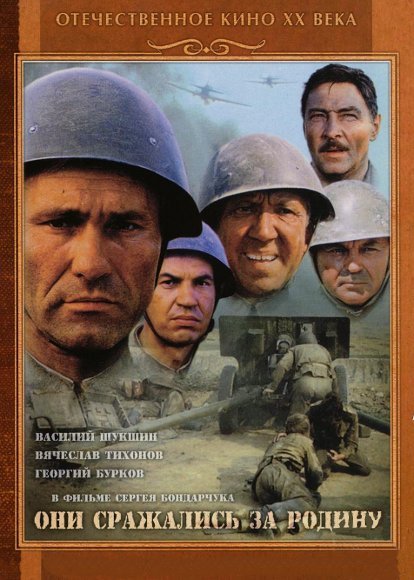 ОТЕЧЕСТВЕННОЕ КИНО XX ВЕКА
ВАСИЛИЙ ШУКШИН
ВЯЧЕСЛАВ ТИХОНОВ
ГЕОРГИЙ БУРКОВ
В ФИЛЬМЕ СЕРГЕЯ БОНДАРЧУКА
ОНИ СРАЖАЛИСЬ ЗА РОДИНУ